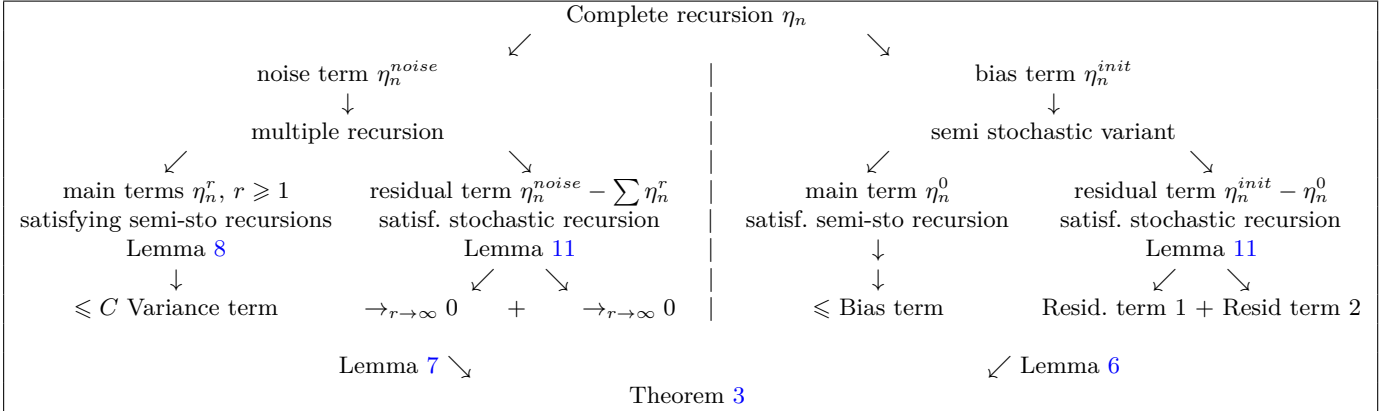 Complete recursion η_n
↙ ↘
noise term η_n^{noise} | bias term η_n^{init}
↓ | ↓
multiple recursion | semi stochastic variant
↙ ↘ | ↙ ↘
main terms η_n^r, r ⩾ 1 residual term η_n^{noise} − ∑ η_n^r | main term η_n^0 residual term η_n^{init} − η_n^0
satisfying semi-sto recursions satisf. stochastic recursion | satisf. semi-sto recursion satisf. stochastic recursion
Lemma 8 Lemma 11 | ↓ Lemma 11
↓ ↙ ↘ | ↓ ↙ ↘
⩽ C Variance term →_{r→∞} 0 + →_{r→∞} 0 | ⩽ Bias term Resid. term 1 + Resid term 2
Lemma 7 ↘ ↙ Lemma 6
Theorem 3